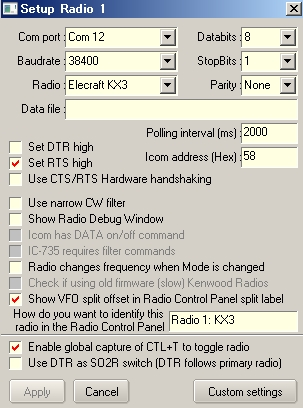 Setup Radio 1
Com port : Com 12 Databits : 8
Baudrate : 38400 StopBits : 1
Radio : Elecraft KX3 Parity : None
Data file :
Polling interval (ms) : 2000
Set DTR high
Icom address (Hex) : 58
Set RTS high
Use CTS/RTS Hardware handshaking
Use narrow CW filter
Show Radio Debug Window
Icom has DATA on/off command
IC-735 requires filter commands
Radio changes frequency when Mode is changed
Check if using old firmware (slow) Kenwood Radios
Show VFO split offset in Radio Control Panel split label
How do you want to identify this
radio in the Radio Control Panel Radio 1: KX3
Enable global capture of CTL+T to toggle radio
Use DTR as SO2R switch (DTR follows primary radio)
Apply Cancel Custom settings